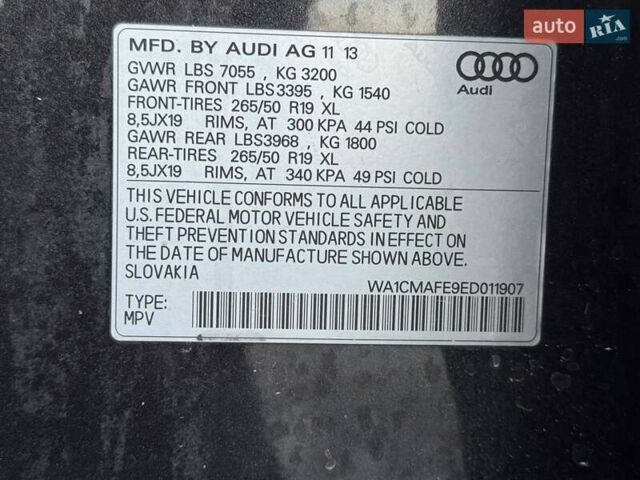 auto RIA.com
MFD. BY AUDI AG 11 13
GVWR LBS 7055 , KG 3200
GAWR FRONT LBS3395 , KG 1540
FRONT-TIRES 265/50 R19 XL
8,5JX19 RIMS, AT 300 KPA 44 PSI COLD
GAWR REAR LBS3968 , KG 1800
REAR-TIRES 265/50 R19 XL
8,5JX19 RIMS, AT 340 KPA 49 PSI COLD
Audi
THIS VEHICLE CONFORMS TO ALL APPLICABLE
U.S. FEDERAL MOTOR VEHICLE SAFETY AND
THEFT PREVENTION STANDARDS IN EFFECT ON
THE DATE OF MANUFACTURE SHOWN ABOVE.
SLOVAKIA
WA1CMAFE9ED011907
TYPE:
MPV